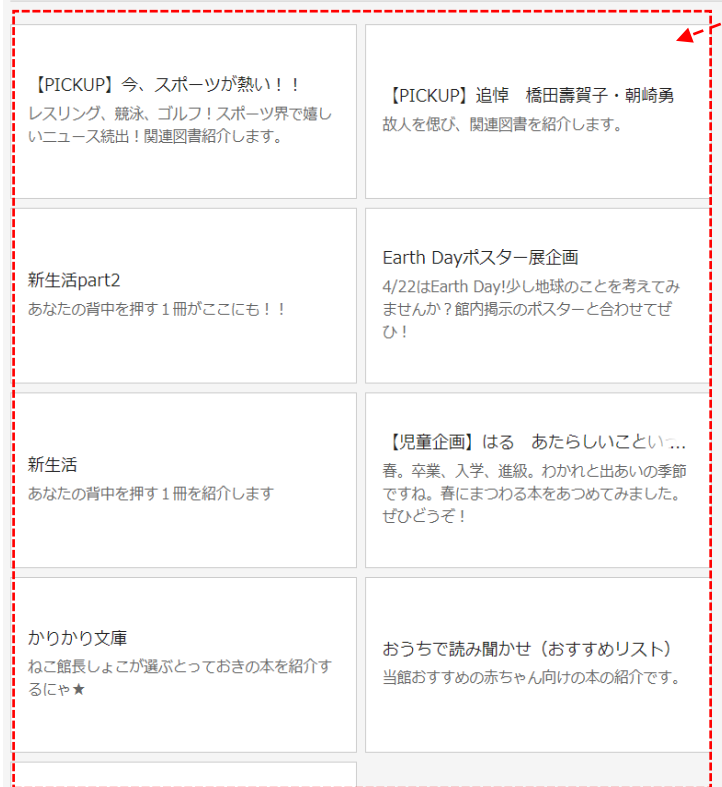 【PICKUP】今、スポーツが熱い！！
レスリング、競泳、ゴルフ！スポーツ界で嬉し
いニュース続出！関連図書紹介します。
【PICKUP】追悼　橋田壽賀子・朝崎勇
故人を偲び、関連図書を紹介します。
新生活part2
あなたの背中を押す１冊がここにも！！
Earth Dayポスター展企画
4/22はEarth Day!少し地球のことを考えてみ
ませんか？館内掲示のポスターと合わせてぜ
ひ！
新生活
あなたの背中を押す１冊を紹介します
【児童企画】はる　あたらしいこといっ...
春。卒業、入学、進級。わかれと出あいの季節
ですね。春にまつわる本をあつめてみました。
ぜひどうぞ！
かりかり文庫
ねこ館長しょこが選ぶとっておきの本を紹介す
るにゃ★
おうちで読み聞かせ（おすすめリスト）
当館おすすめの赤ちゃん向けの本の紹介です。